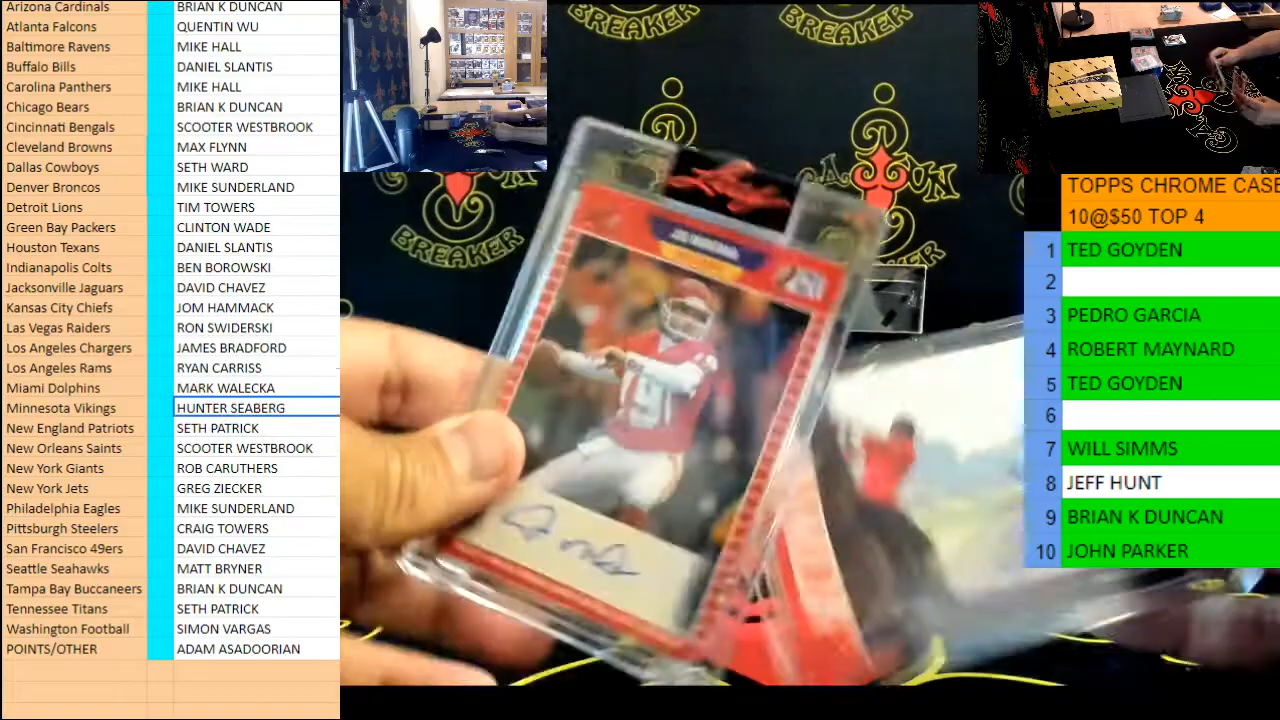 Arizona Cardinals BRIAN K DUNCAN
Atlanta Falcons QUENTIN WU
Baltimore Ravens MIKE HALL
Buffalo Bills DANIEL SLANTIS
Carolina Panthers MIKE HALL
Chicago Bears BRIAN K DUNCAN
Cincinnati Bengals SCOOTER WESTBROOK
Cleveland Browns MAX FLYNN
Dallas Cowboys SETH WARD
Denver Broncos MIKE SUNDERLAND
Detroit Lions TIM TOWERS
Green Bay Packers CLINTON WADE
Houston Texans DANIEL SLANTIS
Indianapolis Colts BEN BOROWSKI
Jacksonville Jaguars DAVID CHAVEZ
Kansas City Chiefs JOM HAMMACK
Las Vegas Raiders RON SWIDERSKI
Los Angeles Chargers JAMES BRADFORD
Los Angeles Rams RYAN CARRISS
Miami Dolphins MARK WALECKA
Minnesota Vikings HUNTER SEABERG
New England Patriots SETH PATRICK
New Orleans Saints SCOOTER WESTBROOK
New York Giants ROB CARUTHERS
New York Jets GREG ZIECKER
Philadelphia Eagles MIKE SUNDERLAND
Pittsburgh Steelers CRAIG TOWERS
San Francisco 49ers DAVID CHAVEZ
Seattle Seahawks MATT BRYNER
Tampa Bay Buccaneers BRIAN K DUNCAN
Tennessee Titans SETH PATRICK
Washington Football SIMON VARGAS
POINTS/OTHER ADAM ASADOORIAN
BREAKER
BREAKER
BREAKER
BREAKER
19
TOPPS CHROME CASE
10@$50 TOP 4
1 TED GOYDEN
2
3 PEDRO GARCIA
4 ROBERT MAYNARD
5 TED GOYDEN
6
7 WILL SIMMS
8 JEFF HUNT
9 BRIAN K DUNCAN
10 JOHN PARKER